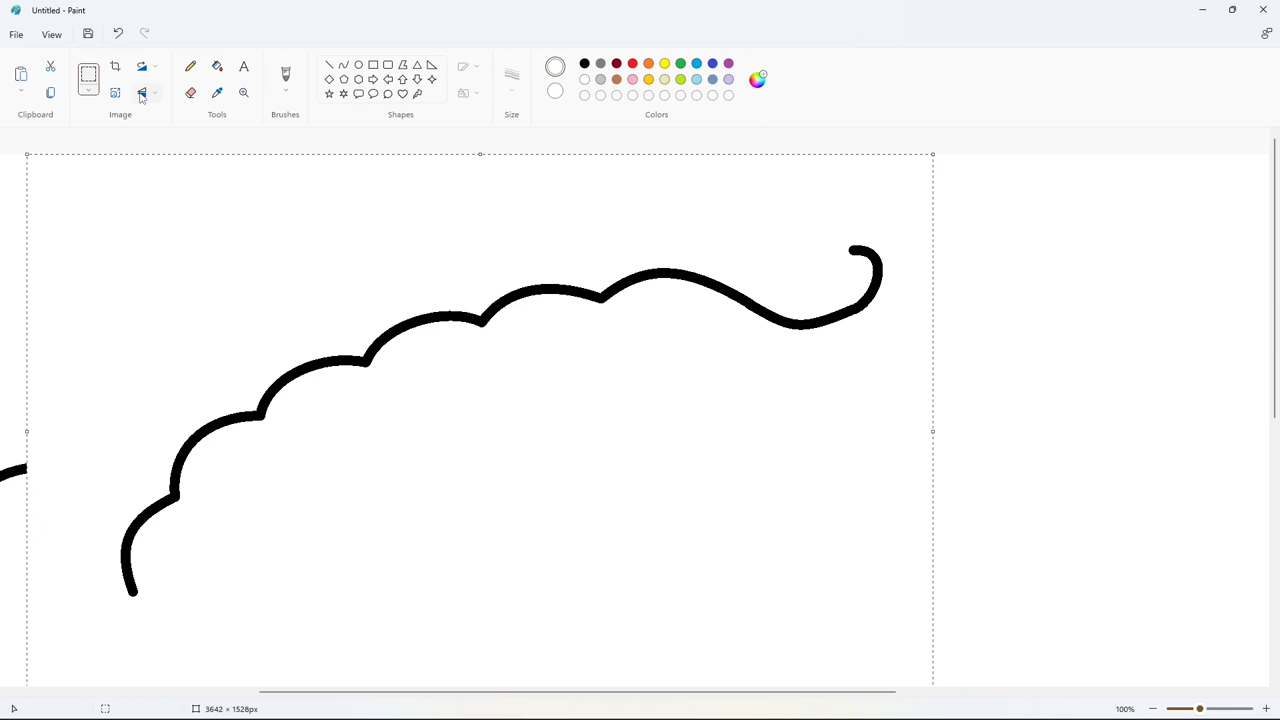 Untitled - Paint
File View
Clipboard Image Tools Brushes Shapes Size Colors
3642 × 1528px 100%